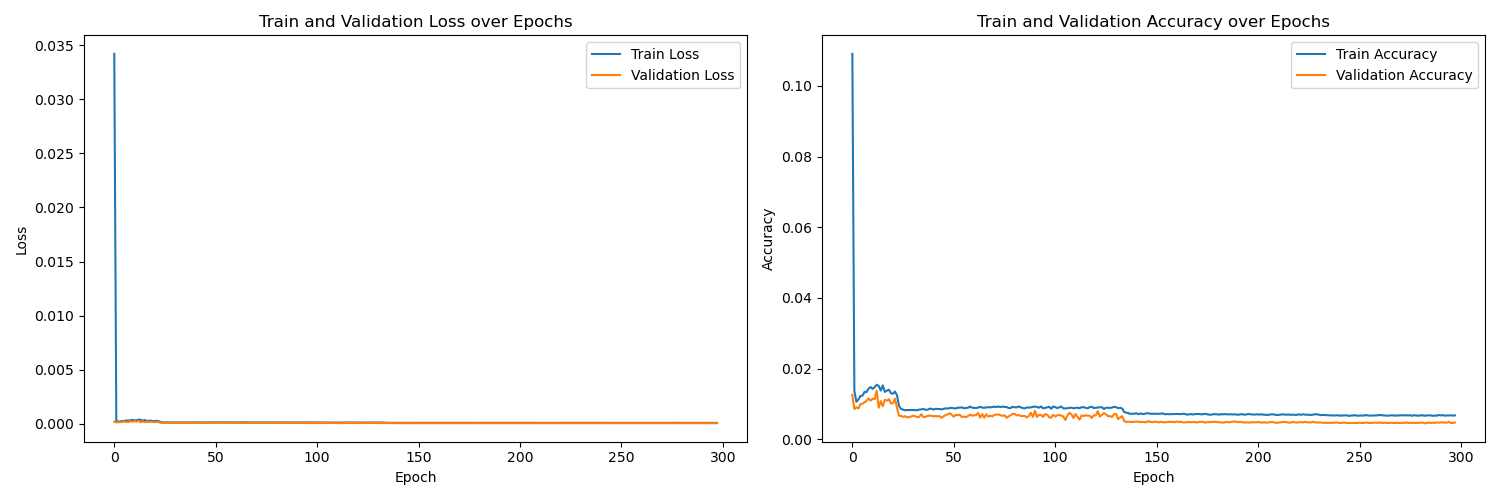 Train and Validation Loss over Epochs
Train Loss
Validation Loss
0.035
0.030
0.025
0.020
0.015
0.010
0.005
0.000
Loss
0
50
100
150
200
250
300
Epoch
Train and Validation Accuracy over Epochs
Train Accuracy
Validation Accuracy
0.10
0.08
0.06
0.04
0.02
0.00
Accuracy
0
50
100
150
200
250
300
Epoch